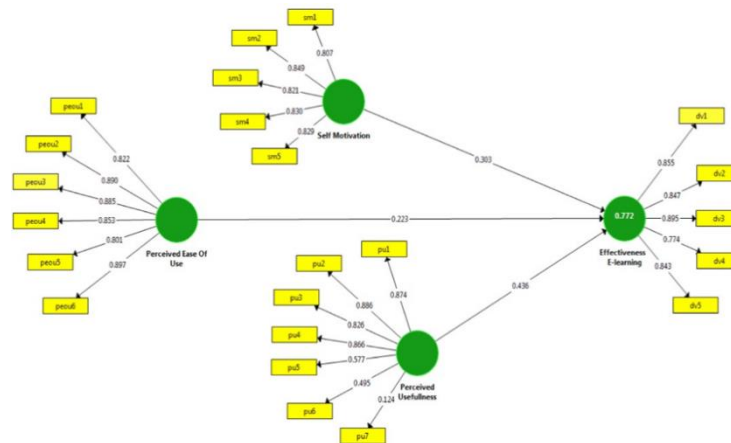 sm1
sm2
0.807
sm3
0.849
0.821
sm4
0.830
0.829
sm5
Self Motivation
peou1
peou2
0.822
peou3
0.890
0.885
peou4
0.853
0.801
peou5
0.897
peou6
Perceived Ease Of
Use
0.303
0.223
0.436
dv1
0.855
dv2
0.847
0.772
0.895
dv3
0.774
dv4
0.843
dv5
Effectiveness
E-learning
pu1
pu2
pu3
0.886
0.874
0.826
pu4
0.866
pu5
0.577
0.495
pu6
0.124
pu7
Perceived
Usefullness